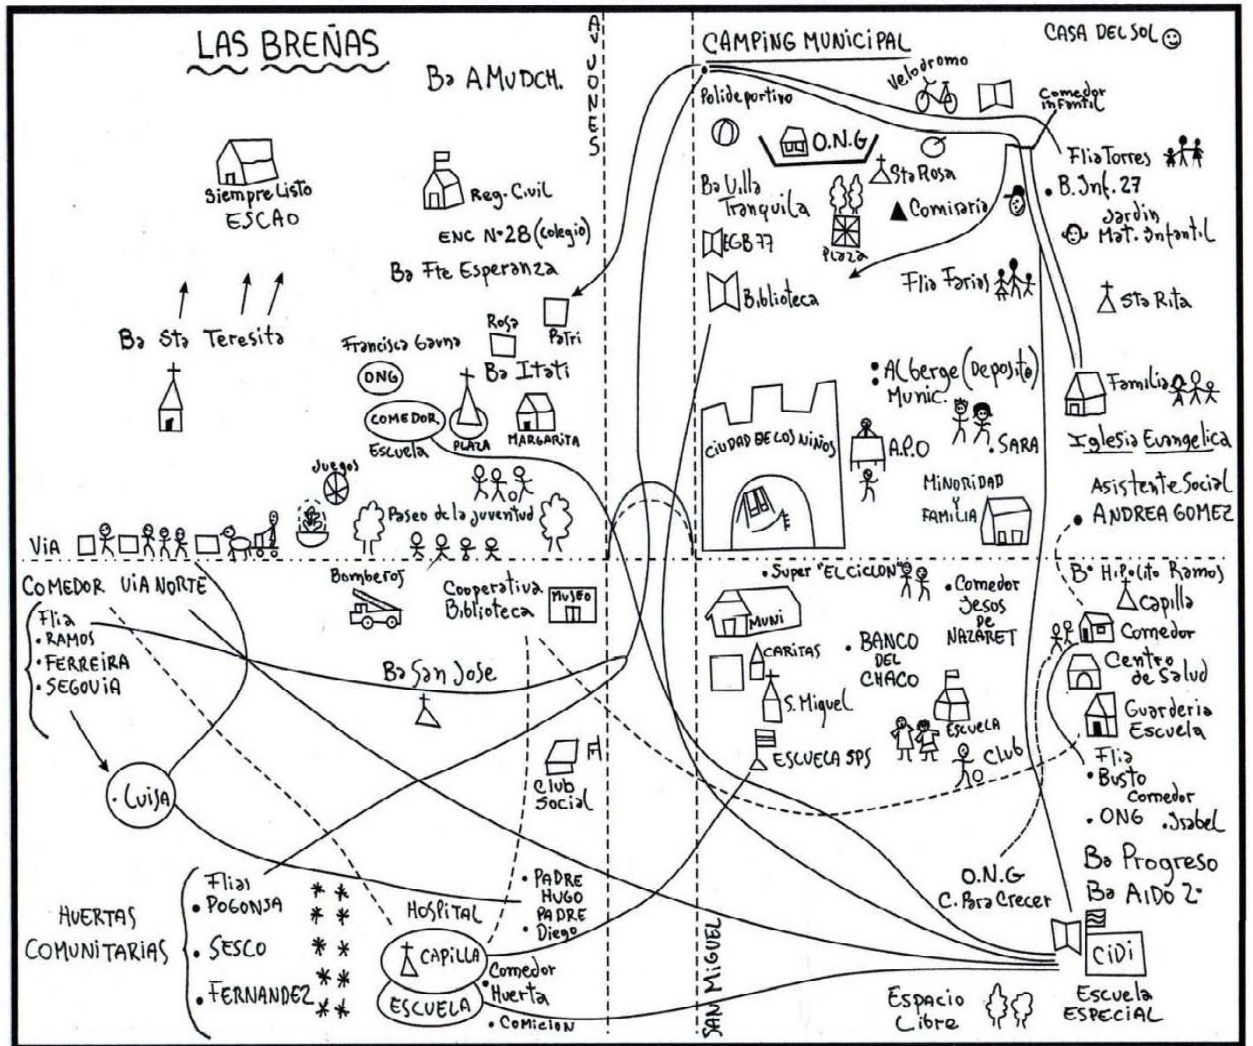 LAS BREÑAS
Ba AMUDCH.
AV JONES
CAMPING MUNICIPAL
CASA DEL SOL
Velodromo
Polideportivo
Comedor
infantil
O.N.G
Flia Torres
• B. Inf. 27
Siempre Listo
ESCAO
Reg. Civil
ENC Nº 28 (colegio)
Ba Fte Esperanza
Ba Villa
Tranquila
Sta Rosa
Comisaria
Jardin
Mat. Infantil
EGB 77
Plaza
Biblioteca
Flia Farias
Sta Rita
Ba Sta Teresita
Francisca Gauna
ONG
Rosa
Patri
Ba Itati
COMEDOR
Escuela
PLAZA
MARGARITA
Alberge (Deposito)
Munic.
Familia
CIUDAD DE LOS NIÑOS
A.P.O
• SARA
Iglesia Evangelica
Juegos
MINORIDAD
Y
FAMILIA
Asistente Social
• ANDREA GOMEZ
Paseo de la juventud
VIA
COMEDOR VIA NORTE
Flia
• RAMOS
• FERREIRA
• SEGOVIA
Bomberos
Cooperativa
Biblioteca
MUSEO
Ba San Jose
• Super "EL CICLON"
MUNI
• Comedor
Jesos
de
NAZARET
Bº Hipolito Ramos
Capilla
Comedor
CARITAS
• BANCO
DEL
CHACO
Centro
de Salud
S. Miguel
ESCUELA
Guarderia
Escuela
ESCUELA SPS
Club
• LUISA
Club
Social
Flia
• Busto
Comedor
• ONG • Isabel
Ba Progreso
Ba AIDO 2º
O.N.G
C. Para Crecer
HUERTAS
COMUNITARIAS
Flias
• POGONSA
• SESCO
• FERNANDEZ
HOSPITAL
• PADRE
HUGO
PADRE
• Diego
CAPILLA
ESCUELA
Comedor
• Huerta
• COMICION
SAN MIGUEL
CIDI
Escuela
ESPECIAL
Espacio
Libre